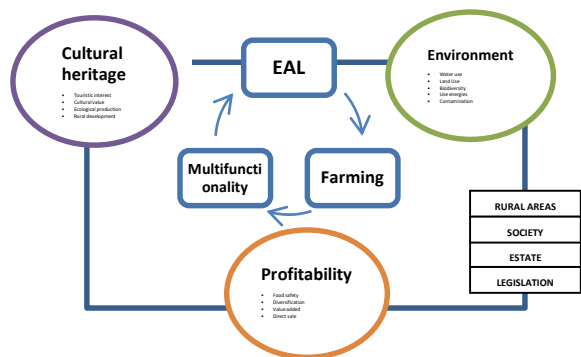 Cultural
heritage
• Touristic interest
• Cultural value
• Ecological production
• Rural development
EAL
Environment
• Water use
• Land Use
• Biodiversity
• Use energies
• Contamination
Multifuncti
onality
Farming
RURAL AREAS
SOCIETY
ESTATE
LEGISLATION
Profitability
• Food safety
• Diversification
• Value added
• Direct sale